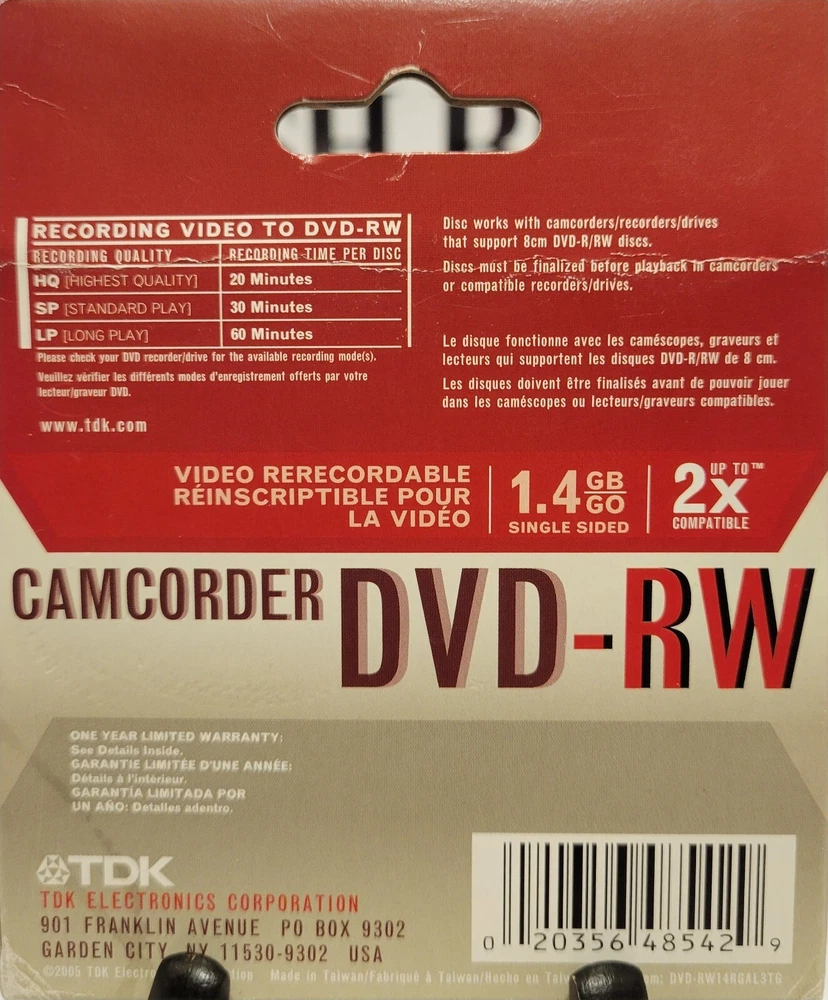 RECORDING VIDEO TO DVD-RW
RECORDING QUALITY RECORDING TIME PER DISC
HQ [HIGHEST QUALITY] 20 Minutes
SP [STANDARD PLAY] 30 Minutes
LP [LONG PLAY] 60 Minutes
Please check your DVD recorder/drive for the available recording mode(s).
Veuillez vérifier les différents modes d'enregistrement offerts par votre
lecteur/graveur DVD.
www.tdk.com
Disc works with camcorders/recorders/drives
that support 8cm DVD-R/RW discs.
Discs must be finalized before playback in camcorders
or compatible recorders/drives.
Le disque fonctionne avec les caméscopes, graveurs et
lecteurs qui supportent les disques DVD-R/RW de 8 cm.
Les disques doivent être finalisés avant de pouvoir jouer
dans les caméscopes ou lecteurs/graveurs compatibles.
VIDEO RERECORDABLE
RÉINSCRIPTIBLE POUR
LA VIDÉO
1.4 GB
GO
SINGLE SIDED
UP TO™
2x
COMPATIBLE
CAMCORDER DVD-RW
ONE YEAR LIMITED WARRANTY:
See Details Inside.
GARANTIE LIMITÉE D'UNE ANNÉE:
Détails à l'intérieur.
GARANTÍA LIMITADA POR
UN AÑO: Detalles adentro.
TDK
TDK ELECTRONICS CORPORATION
901 FRANKLIN AVENUE PO BOX 9302
GARDEN CITY NY 11530-9302 USA
©2005 TDK Made in Taiwan/Fabriqué à Taiwan/Hecho en DVD-RW14RGAL3TG
0 20356 48542 9